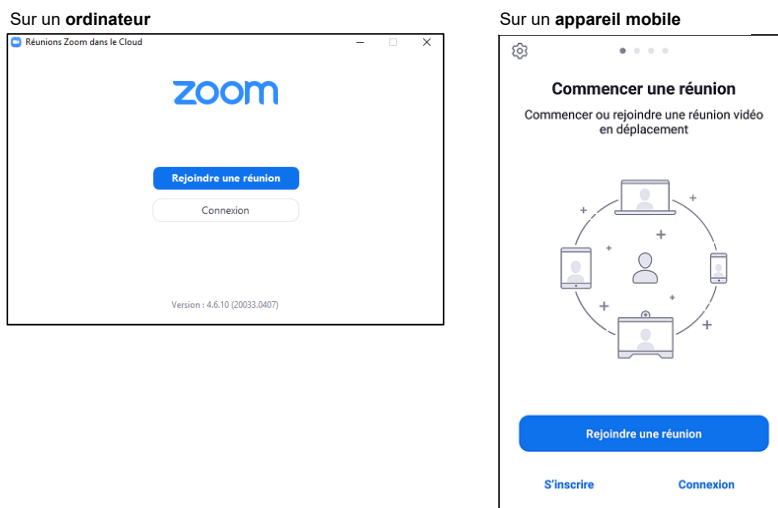 Sur un ordinateur
Réunions Zoom dans le Cloud
zoom
Rejoindre une réunion
Connexion
Version : 4.6.10 (20033.0407)
Sur un appareil mobile
Commencer une réunion
Commencer ou rejoindre une réunion vidéo
en déplacement
Rejoindre une réunion
S'inscrire
Connexion